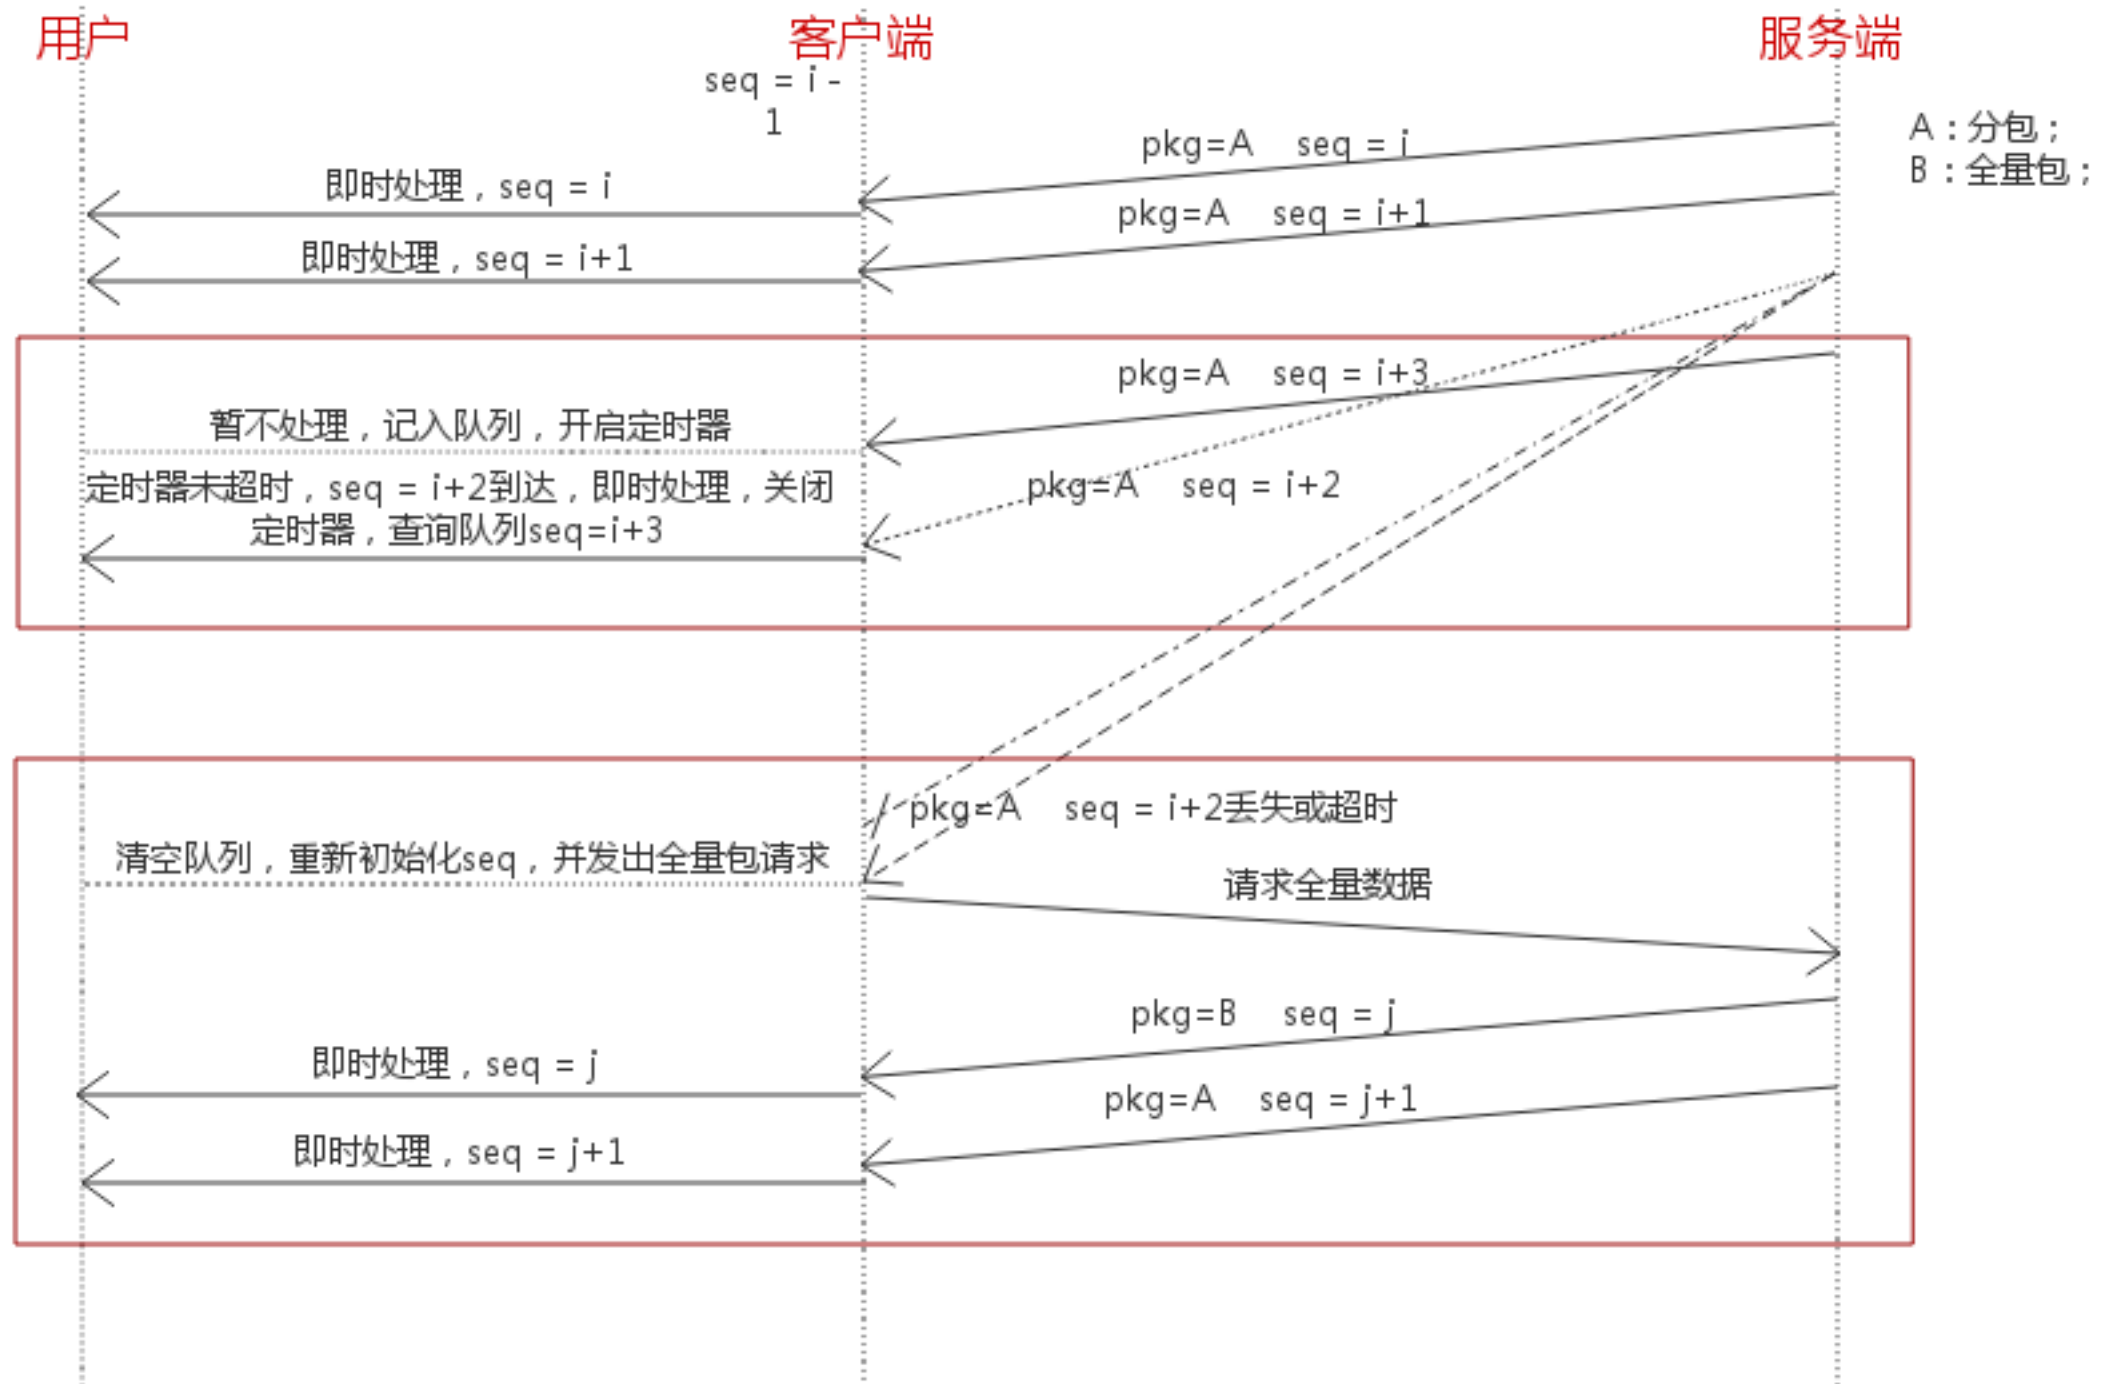 用户
客户端
服务端
seq = i -
1
A：分包；
B：全量包；
pkg=A seq = i
即时处理，seq = i
pkg=A seq = i+1
即时处理，seq = i+1
pkg=A seq = i+3
暂不处理，记入队列，开启定时器
定时器未超时，seq = i+2到达，即时处理，关闭
定时器，查询队列seq=i+3
pkg=A seq = i+2
pkg=A seq = i+2丢失或超时
清空队列，重新初始化seq，并发出全量包请求
请求全量数据
pkg=B seq = j
即时处理，seq = j
pkg=A seq = j+1
即时处理，seq = j+1